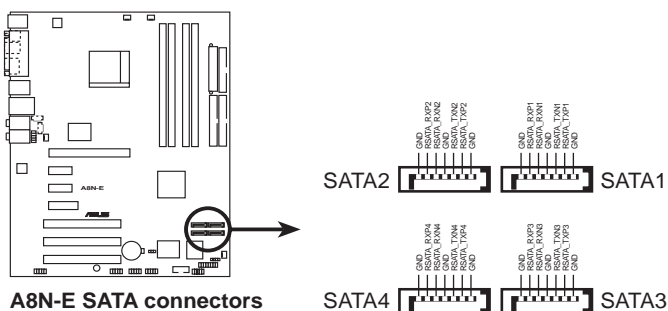 SATA2
GND
RSATA_RXP2
RSATA_RXN2
GND
RSATA_TXN2
RSATA_TXP2
GND
GND
RSATA_RXP1
RSATA_RXN1
GND
RSATA_TXN1
RSATA_TXP1
GND
SATA1
A8N-E
ASUS
SATA4
GND
RSATA_RXP4
RSATA_RXN4
GND
RSATA_TXN4
RSATA_TXP4
GND
GND
RSATA_RXP3
RSATA_RXN3
GND
RSATA_TXN3
RSATA_TXP3
GND
SATA3
A8N-E SATA connectors